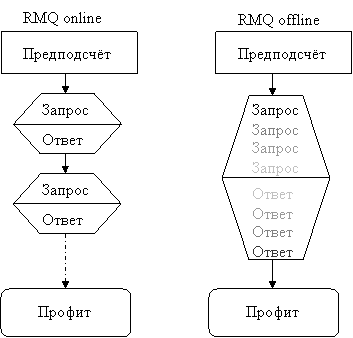 RMQ online
Предподсчёт
Запрос
Ответ
Запрос
Ответ
Профит
RMQ offline
Предподсчёт
Запрос
Запрос
Запрос
Запрос
Ответ
Ответ
Ответ
Ответ
Профит